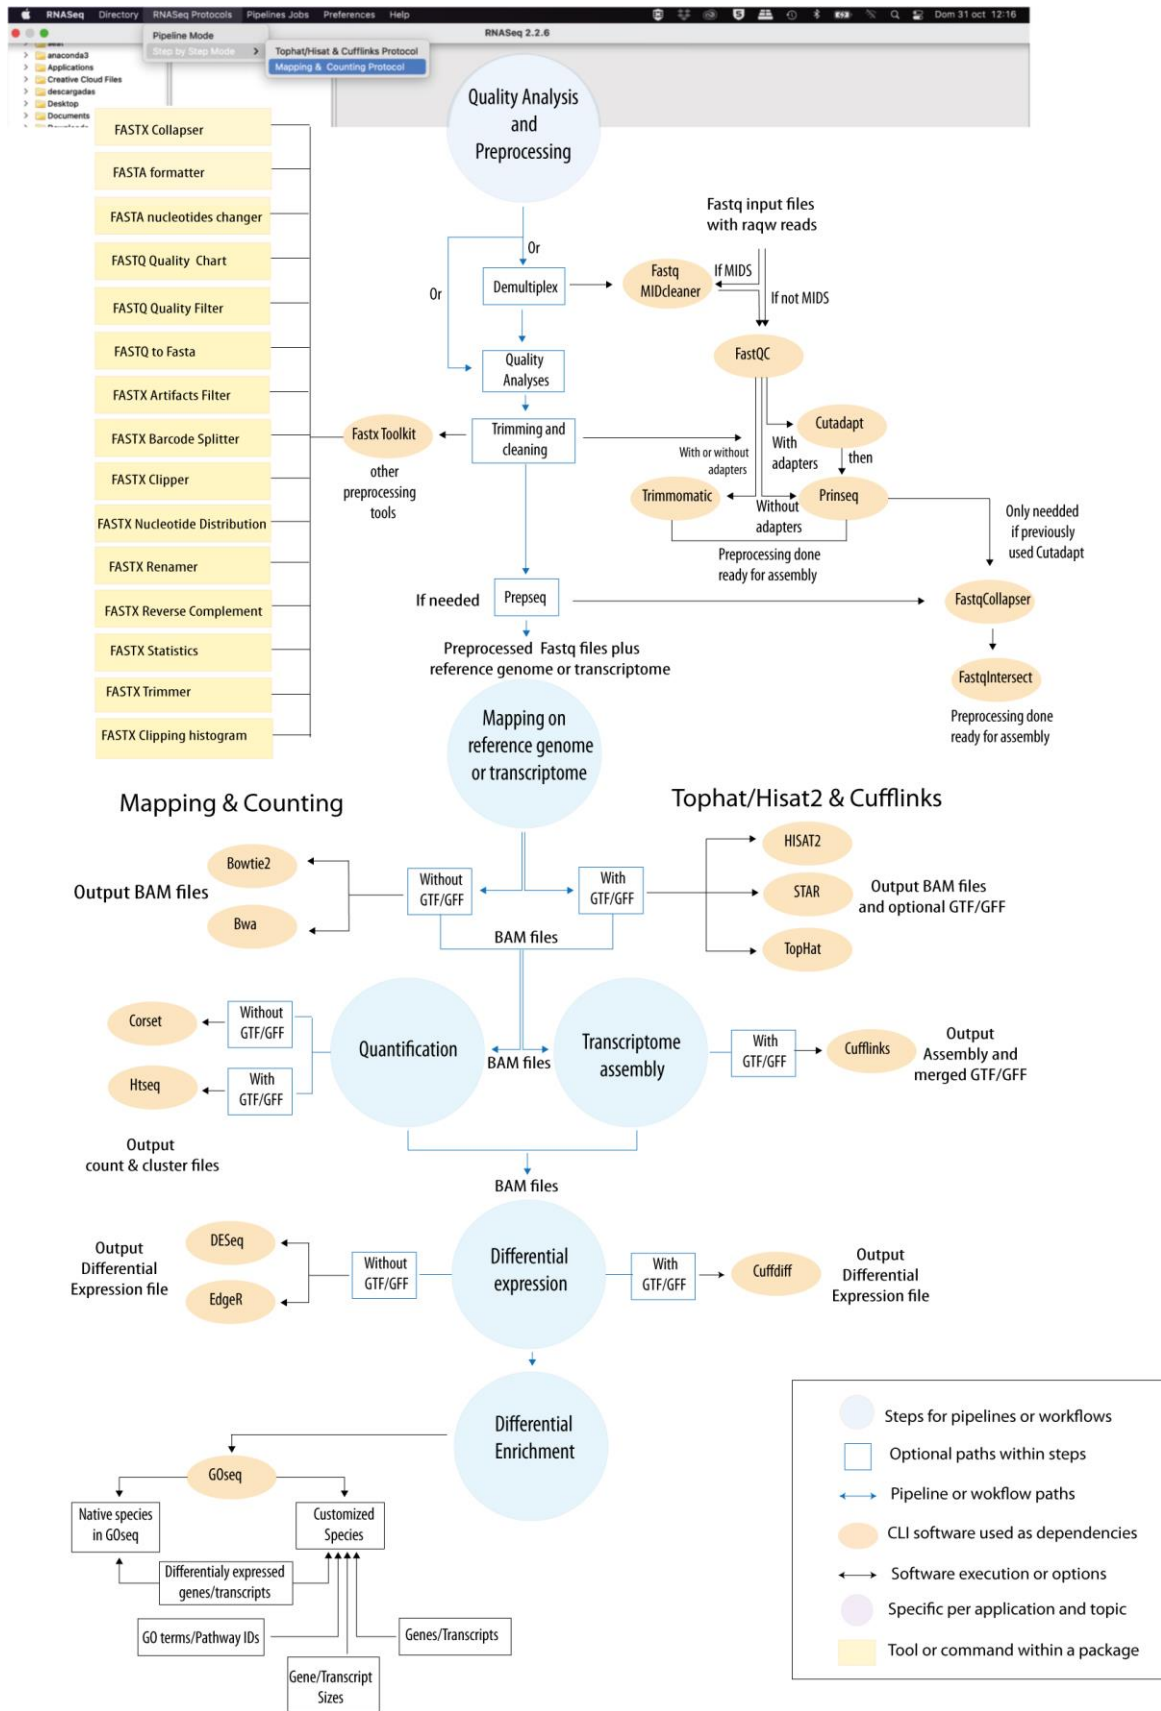 RNASeq Directory RNASeq Protocols Pipelines Jobs Preferences Help Dom 31 oct 12:16
RNASeq 2.2.6
Pipeline Mode
Step by Step Mode
Tophat/Hisat & Cufflinks Protocol
Mapping & Counting Protocol
anaconda3
Applications
Creative Cloud Files
descargadas
Desktop
Documents
Quality Analysis
and
Preprocessing
FASTX Collapser
FASTA formatter
FASTA nucleotides changer
FASTQ Quality Chart
FASTQ Quality Filter
FASTQ to Fasta
FASTX Artifacts Filter
FASTX Barcode Splitter
FASTX Clipper
FASTX Nucleotide Distribution
FASTX Renamer
FASTX Reverse Complement
FASTX Statistics
FASTX Trimmer
FASTX Clipping histogram
Fastx Toolkit
other
preprocessing
tools
Or
Or
Demultiplex
Quality
Analyses
Trimming and
cleaning
If needed
Prepseq
Preprocessed Fastq files plus
reference genome or transcriptome
Fastq input files
with raqw reads
Fastq
MIDcleaner
If MIDS
If not MIDS
FastQC
Cutadapt
With
adapters
then
With or without
adapters
Trimmomatic
Without
adapters
Prinseq
Preprocessing done
ready for assembly
Only needded
if previously
used Cutadapt
FastqCollapser
FastqIntersect
Preprocessing done
ready for assembly
Mapping on
reference genome
or transcriptome
Mapping & Counting
Tophat/Hisat2 & Cufflinks
Bowtie2
Output BAM files
Bwa
Without
GTF/GFF
With
GTF/GFF
BAM files
HISAT2
STAR
TopHat
Output BAM files
and optional GTF/GFF
Corset
Without
GTF/GFF
Htseq
With
GTF/GFF
Output
count & cluster files
Quantification
BAM files
Transcriptome
assembly
With
GTF/GFF
Cufflinks
Output
Assembly and
merged GTF/GFF
BAM files
Output
Differential
Expression file
DESeq
EdgeR
Without
GTF/GFF
Differential
expression
With
GTF/GFF
Cuffdiff
Output
Differential
Expression file
Differential
Enrichment
GOseq
Native species
in GOseq
Customized
Species
Differentialy expressed
genes/transcripts
GO terms/Pathway IDs
Genes/Transcripts
Gene/Transcript
Sizes
Steps for pipelines or workflows
Optional paths within steps
Pipeline or wokflow paths
CLI software used as dependencies
Software execution or options
Specific per application and topic
Tool or command within a package